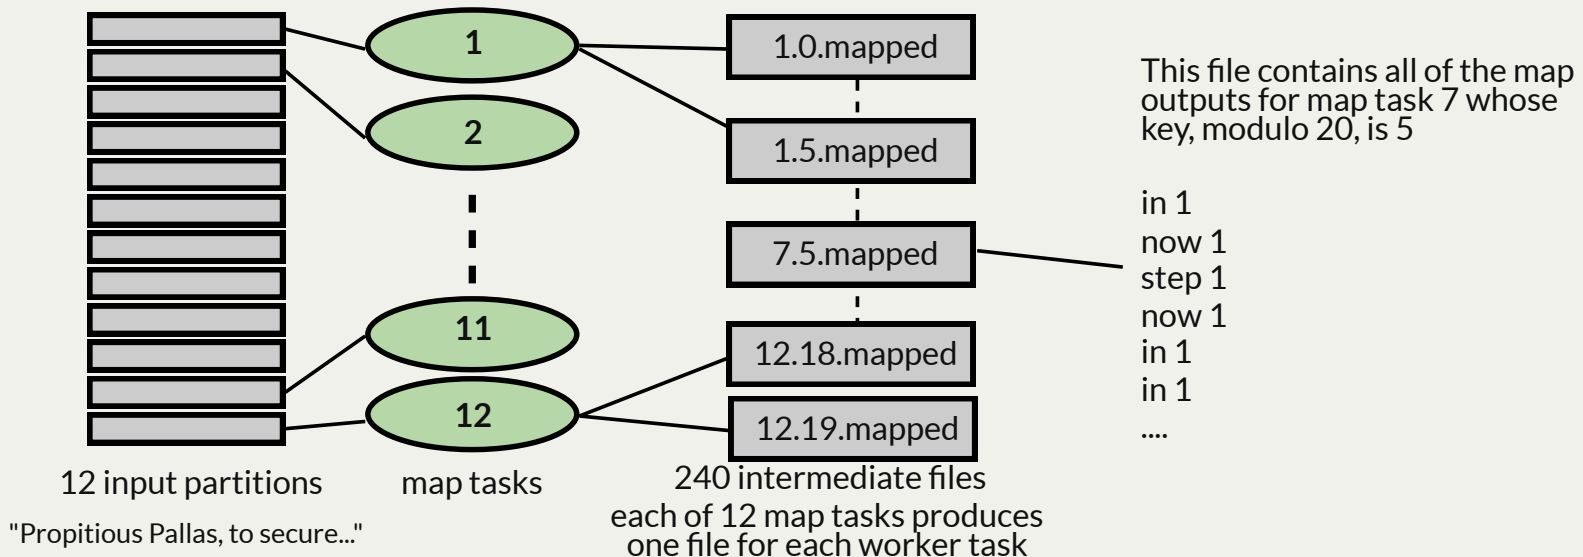 1
2
11
12
1.0.mapped
1.5.mapped
7.5.mapped
12.18.mapped
12.19.mapped
This file contains all of the map
outputs for map task 7 whose
key, modulo 20, is 5
in 1
now 1
step 1
now 1
in 1
in 1
....
12 input partitions
map tasks
240 intermediate files
each of 12 map tasks produces
one file for each worker task
"Propitious Pallas, to secure..."